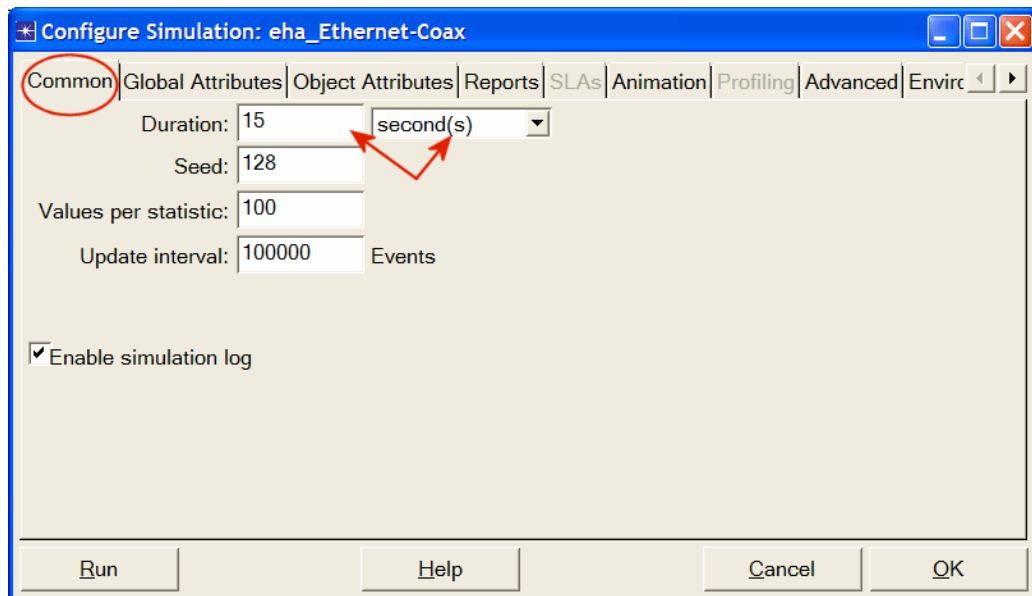 Configure Simulation: eha_Ethernet-Coax
Common Global Attributes Object Attributes Reports SLAs Animation Profiling Advanced Envirc
Duration: 15 second(s)
Seed: 128
Values per statistic: 100
Update interval: 100000 Events
Enable simulation log
Run Help Cancel OK